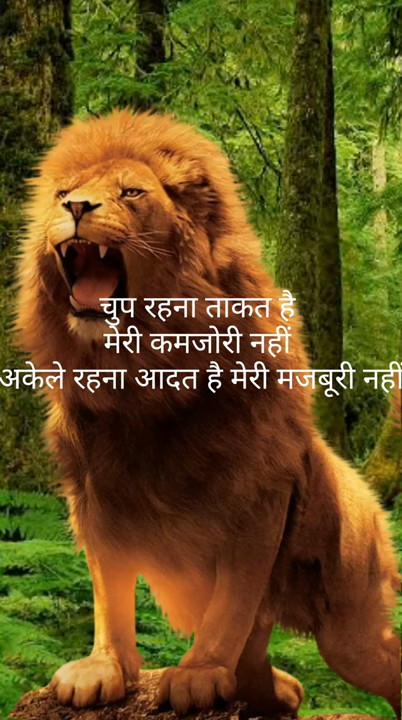 चुप रहना ताकत है
मेरी कमजोरी नहीं
अकेले रहना आदत है मेरी मजबूरी नहीं